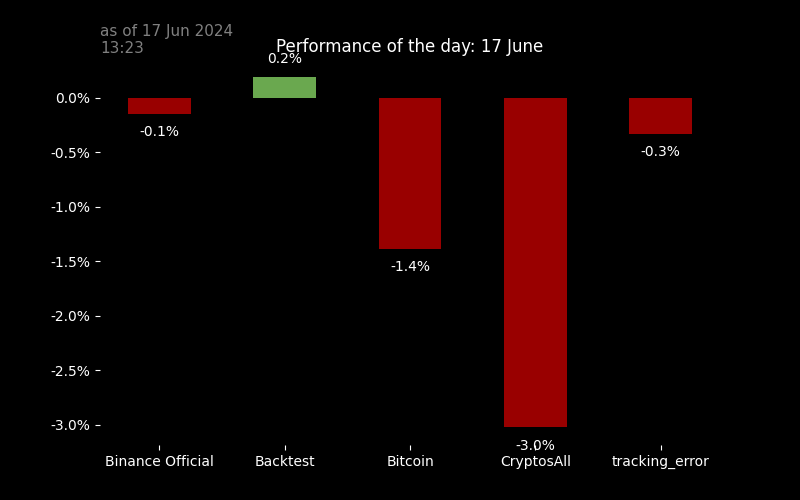 as of 17 Jun 2024
13:23
Performance of the day: 17 June
0.2%
0.0%
-0.1%
-0.5%
-0.3%
-1.0%
-1.5%
-1.4%
-2.0%
-2.5%
-3.0%
-3.0%
Binance Official
Backtest
Bitcoin
CryptosAll
tracking_error